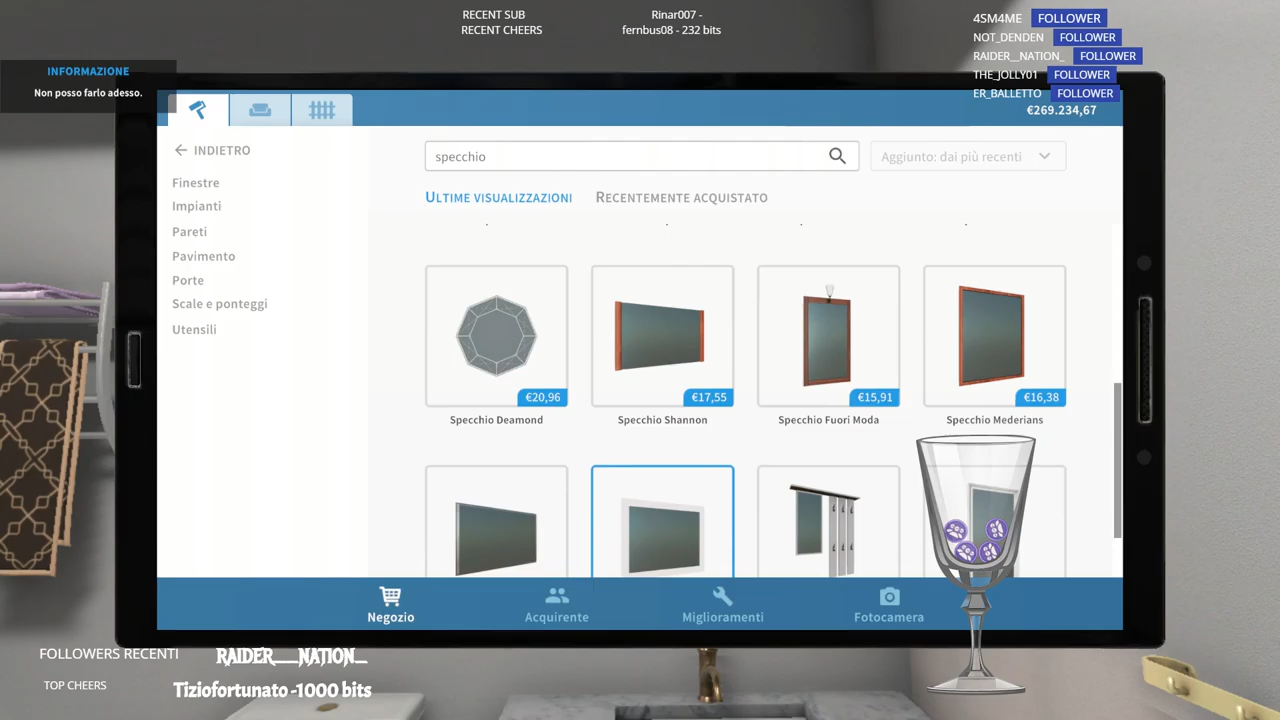 RECENT SUB
RECENT CHEERS
Rinar007 -
fernbus08 - 232 bits
4SM4ME FOLLOWER
NOT_DENDEN FOLLOWER
RAIDER__NATION_ FOLLOWER
THE_JOLLY01 FOLLOWER
ER_BALLETTO FOLLOWER
€269.234,67
INFORMAZIONE
Non posso farlo adesso.
INDIETRO
Finestre
Impianti
Pareti
Pavimento
Porte
Scale e ponteggi
Utensili
specchio
Aggiunto: dai più recenti
ULTIME VISUALIZZAZIONI
RECENTEMENTE ACQUISTATO
€20,96
Specchio Deamond
€17,55
Specchio Shannon
€15,91
Specchio Fuori Moda
€16,38
Specchio Mederians
Negozio
Acquirente
Miglioramenti
Fotocamera
FOLLOWERS RECENTI
RAIDER__NATION_
TOP CHEERS
Tiziofortunato -1000 bits